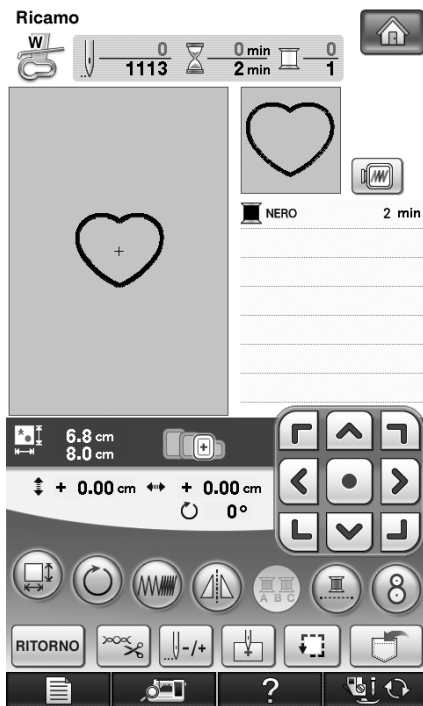 Ricamo
W
0 0 min 0
1113 2 min 1
NERO 2 min
6.8 cm
8.0 cm
+ 0.00 cm + 0.00 cm
0°
A B C
8
RITORNO -/+
?